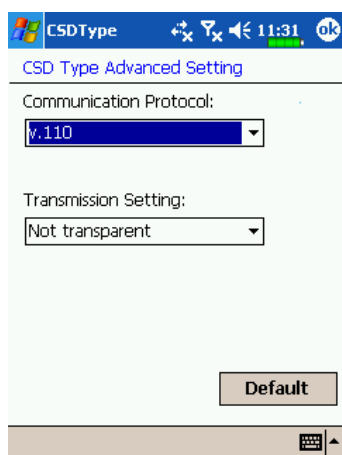 CSDType 11:31 ok
CSD Type Advanced Setting
Communication Protocol:
v.110
Transmission Setting:
Not transparent
Default